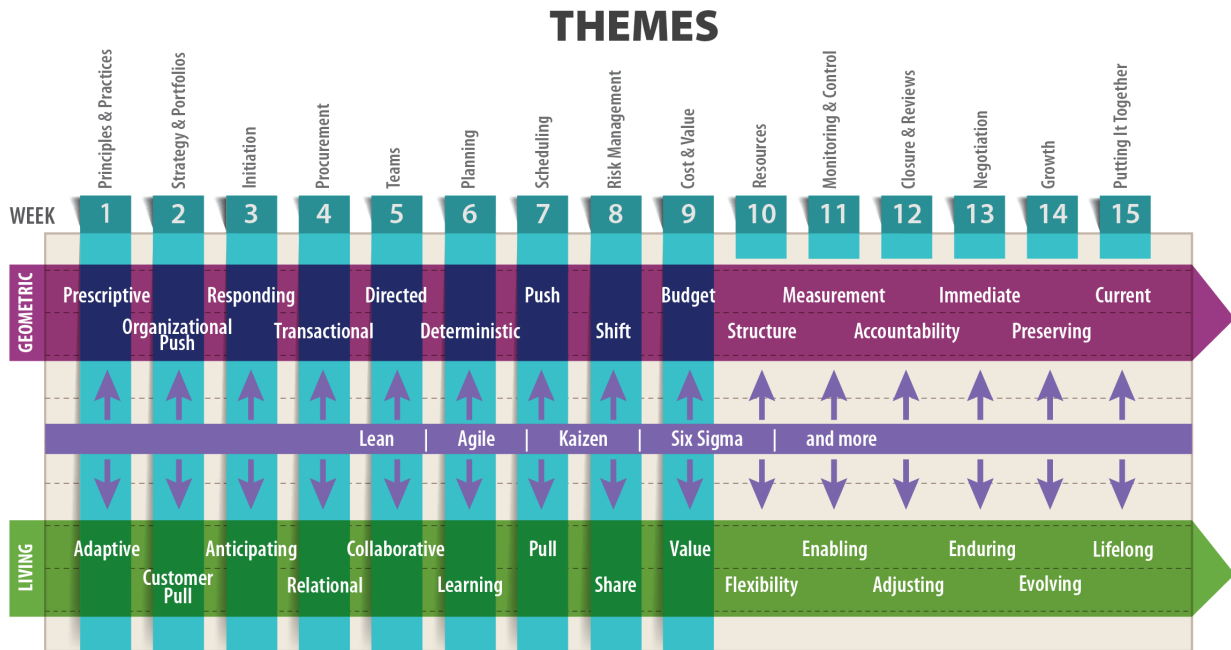 THEMES
Principles & Practices
Strategy & Portfolios
Initiation
Procurement
Teams
Planning
Scheduling
Risk Management
Cost & Value
Resources
Monitoring & Control
Closure & Reviews
Negotiation
Growth
Putting It Together
WEEK 1 2 3 4 5 6 7 8 9 10 11 12 13 14 15
GEOMETRIC
Prescriptive Responding Directed Push Budget Measurement Immediate Current
Organizational
Push
Transactional Deterministic Shift Structure Accountability Preserving
Lean | Agile | Kaizen | Six Sigma | and more
LIVING
Adaptive Anticipating Collaborative Pull Value Enabling Enduring Lifelong
Customer
Pull
Relational Learning Share Flexibility Adjusting Evolving